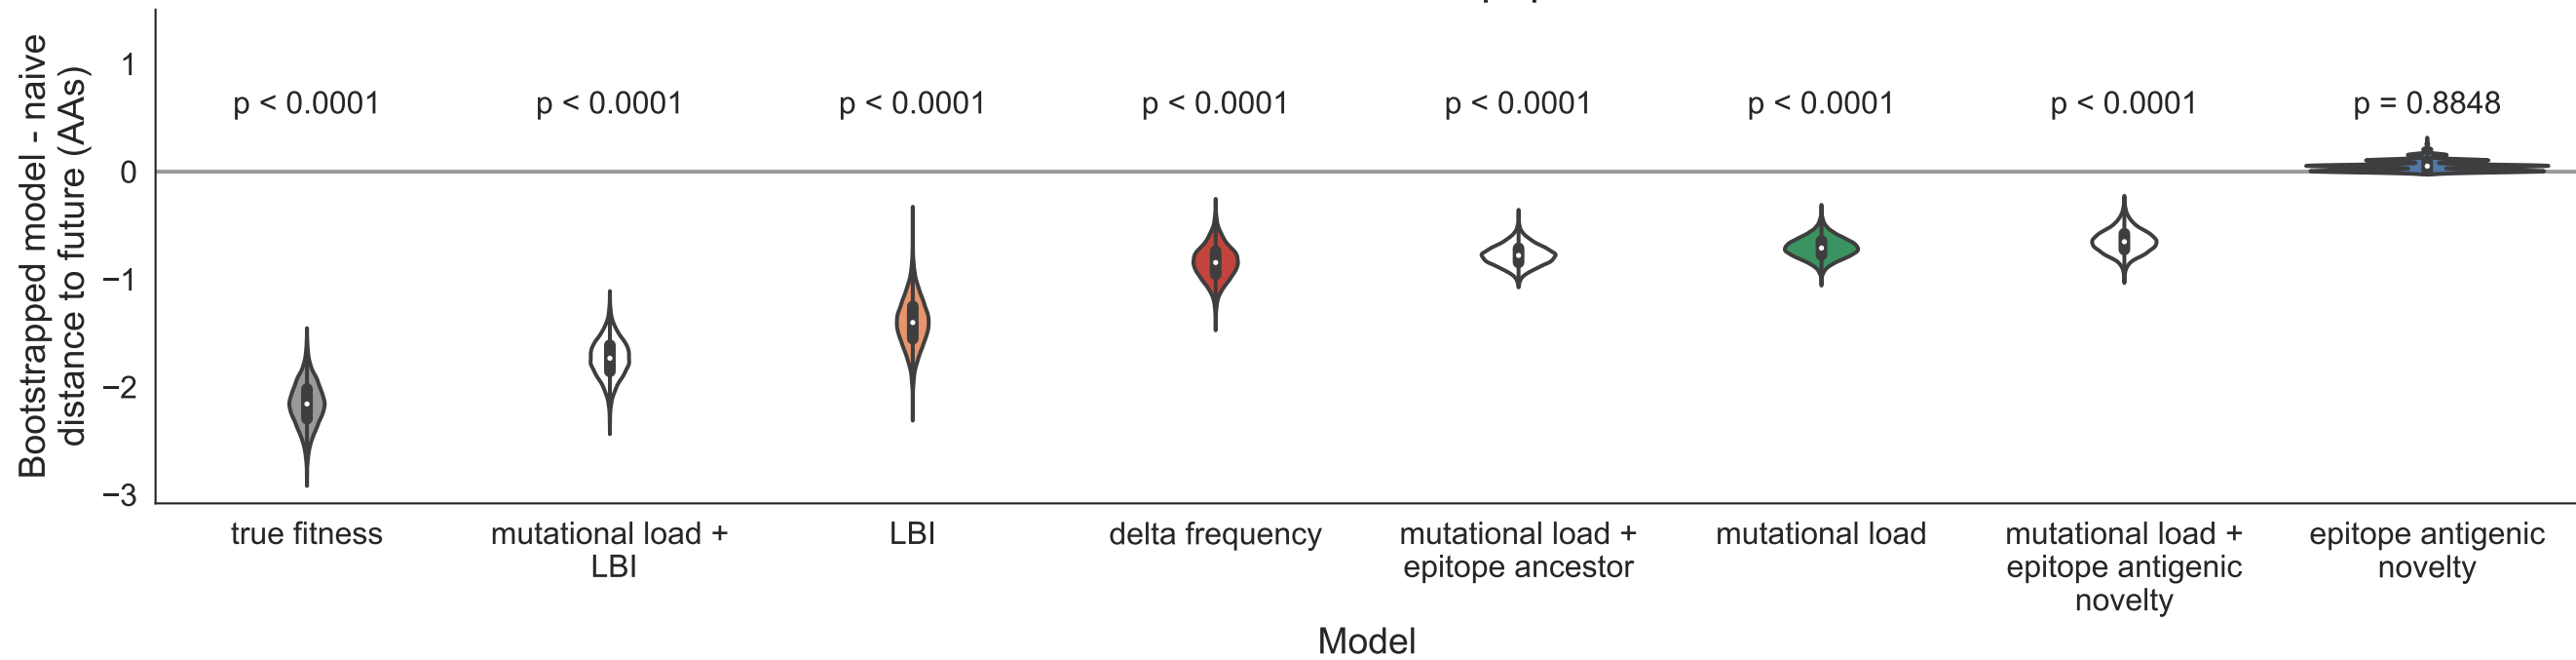 Bootstrapped model - naive
distance to future (AAs)
1
0
−1
−2
−3
p < 0.0001
p < 0.0001
p < 0.0001
p < 0.0001
p < 0.0001
p < 0.0001
p < 0.0001
p = 0.8848
true fitness
mutational load +
LBI
LBI
delta frequency
mutational load +
epitope ancestor
mutational load
mutational load +
epitope antigenic
novelty
epitope antigenic
novelty
Model